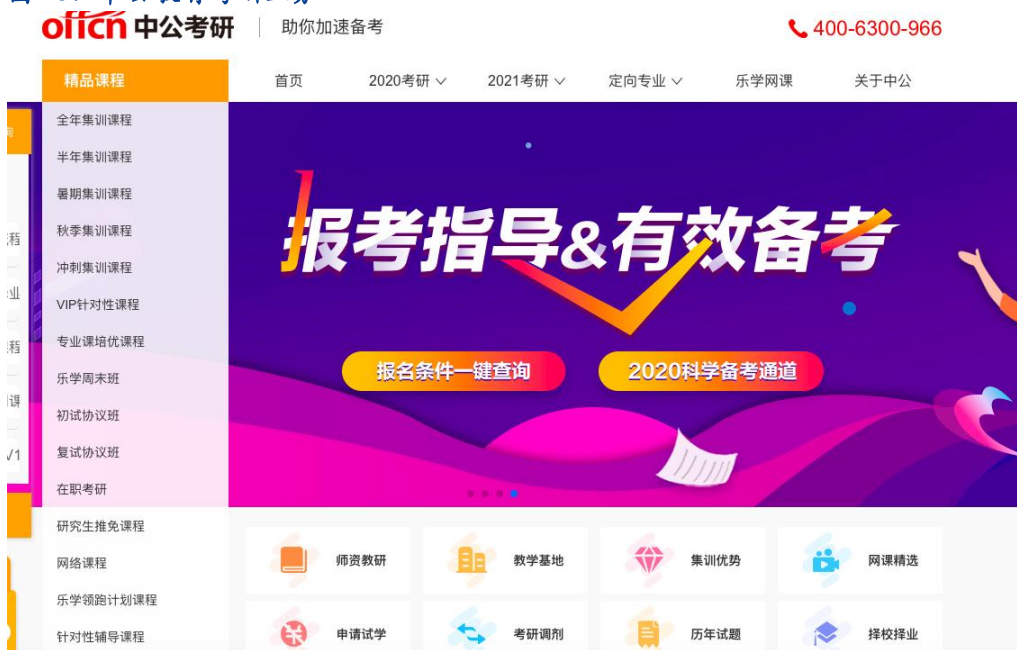 offcn 中公考研 助你加速备考 400-6300-966
精品课程 首页 2020考研 2021考研 定向专业 乐学网课 关于中公
全年集训课程
半年集训课程
暑期集训课程
秋季集训课程
冲刺集训课程
VIP针对性课程
专业课培优课程
乐学周末班
初试协议班
复试协议班
在职考研
研究生推免课程
网络课程
乐学领跑计划课程
针对性辅导课程
报考指导&有效备考
报名条件一键查询 2020科学备考通道
师资教研 教学基地 集训优势 网课精选
申请试学 考研调剂 历年试题 择校择业